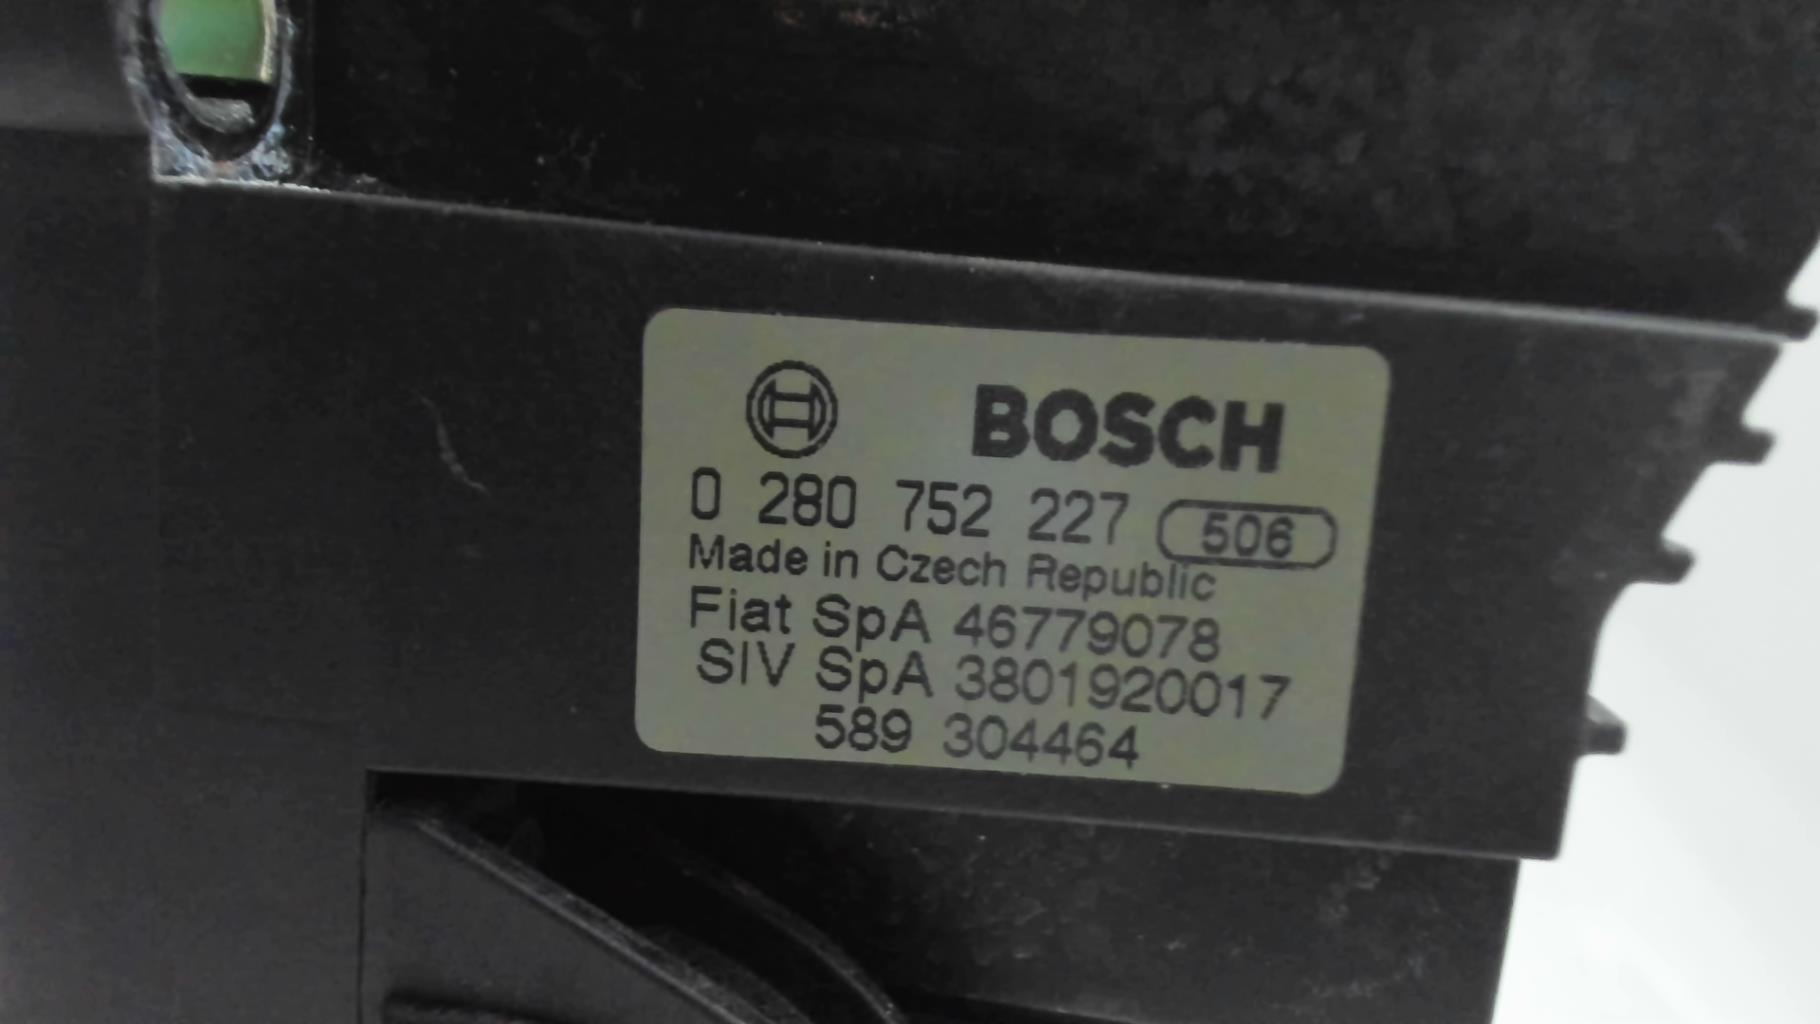 BOSCH
0 280 752 227 506
Made in Czech Republic
Fiat SpA 46779078
SIV SpA 3801920017
589 304464